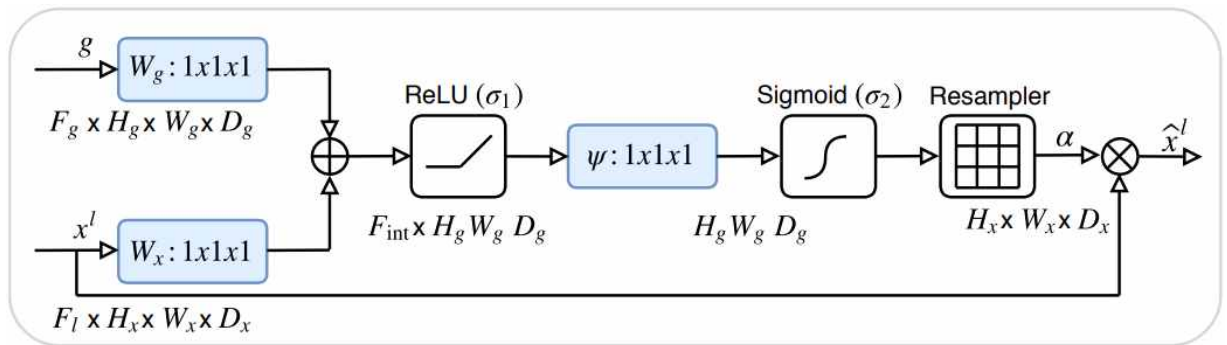 g
W_g : 1x1x1
F_g x H_g x W_g x D_g
x^l
W_x : 1x1x1
F_l x H_x x W_x x D_x
ReLU (σ_1)
F_int x H_g W_g D_g
ψ : 1x1x1
H_g W_g D_g
Sigmoid (σ_2)
Resampler
α
H_x x W_x x D_x
x̂^l